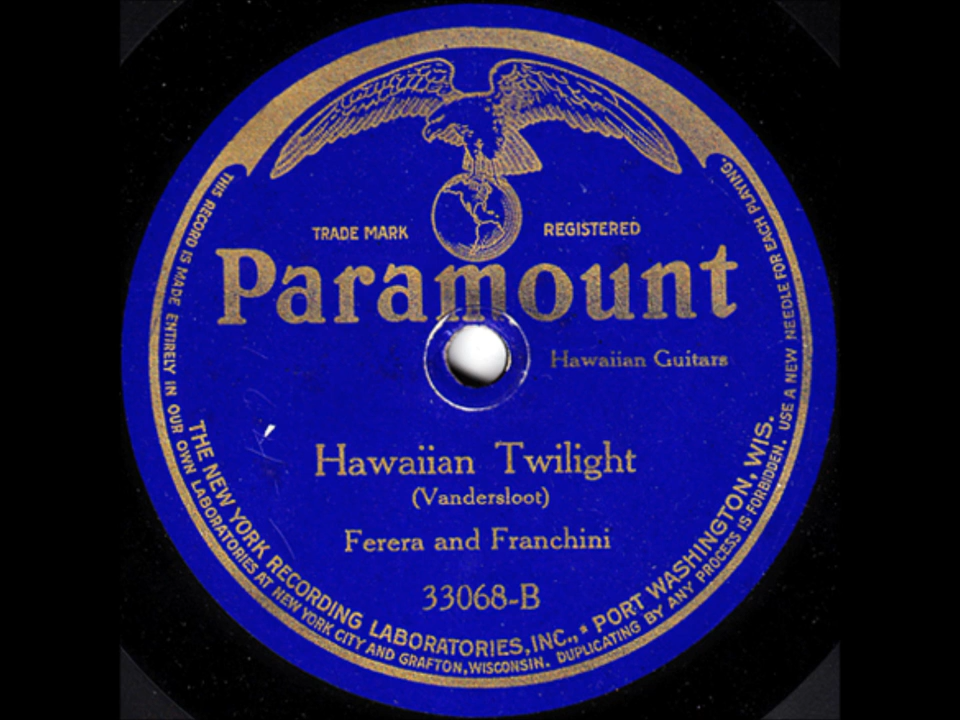 TRADE MARK REGISTERED
Paramount
Hawaiian Guitars
Hawaiian Twilight
(Vandersloot)
Ferera and Franchini
33068-B
THE NEW YORK RECORDING LABORATORIES, INC., PORT WASHINGTON, WIS.
THIS RECORD IS MADE ENTIRELY IN OUR OWN LABORATORIES AT NEW YORK CITY AND GRAFTON, WISCONSIN. DUPLICATING BY ANY PROCESS IS FORBIDDEN. USE A NEW NEEDLE FOR EACH PLAYING.